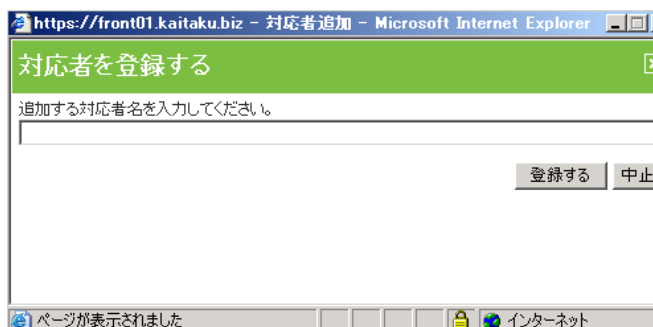 https://front01.kaitaku.biz - 対応者追加 - Microsoft Internet Explorer
対応者を登録する
追加する対応者名を入力してください。
登録する 中止
ページが表示されました インターネット